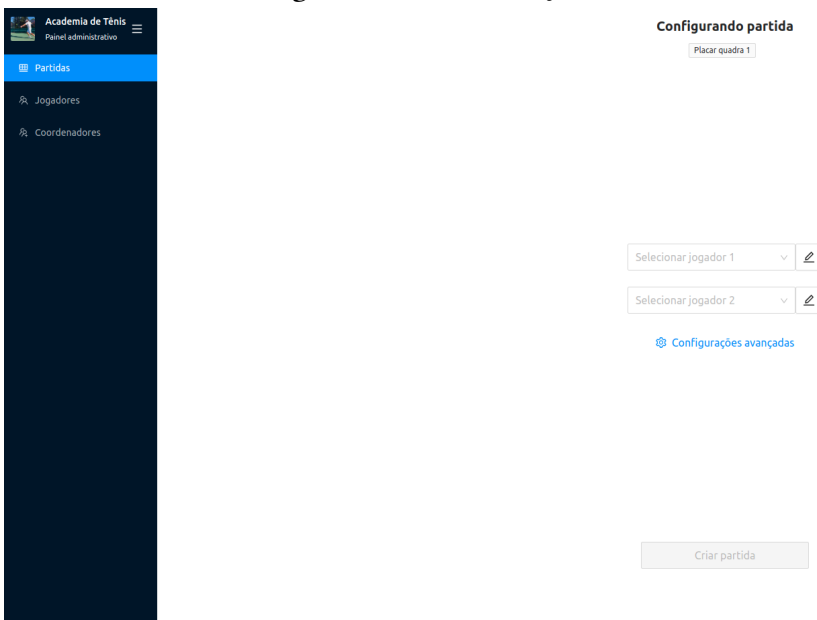 Academia de Tênis
Painel administrativo
Partidas
Jogadores
Coordenadores
Configurando partida
Placar quadra 1
Selecionar jogador 1
Selecionar jogador 2
Configurações avançadas
Criar partida